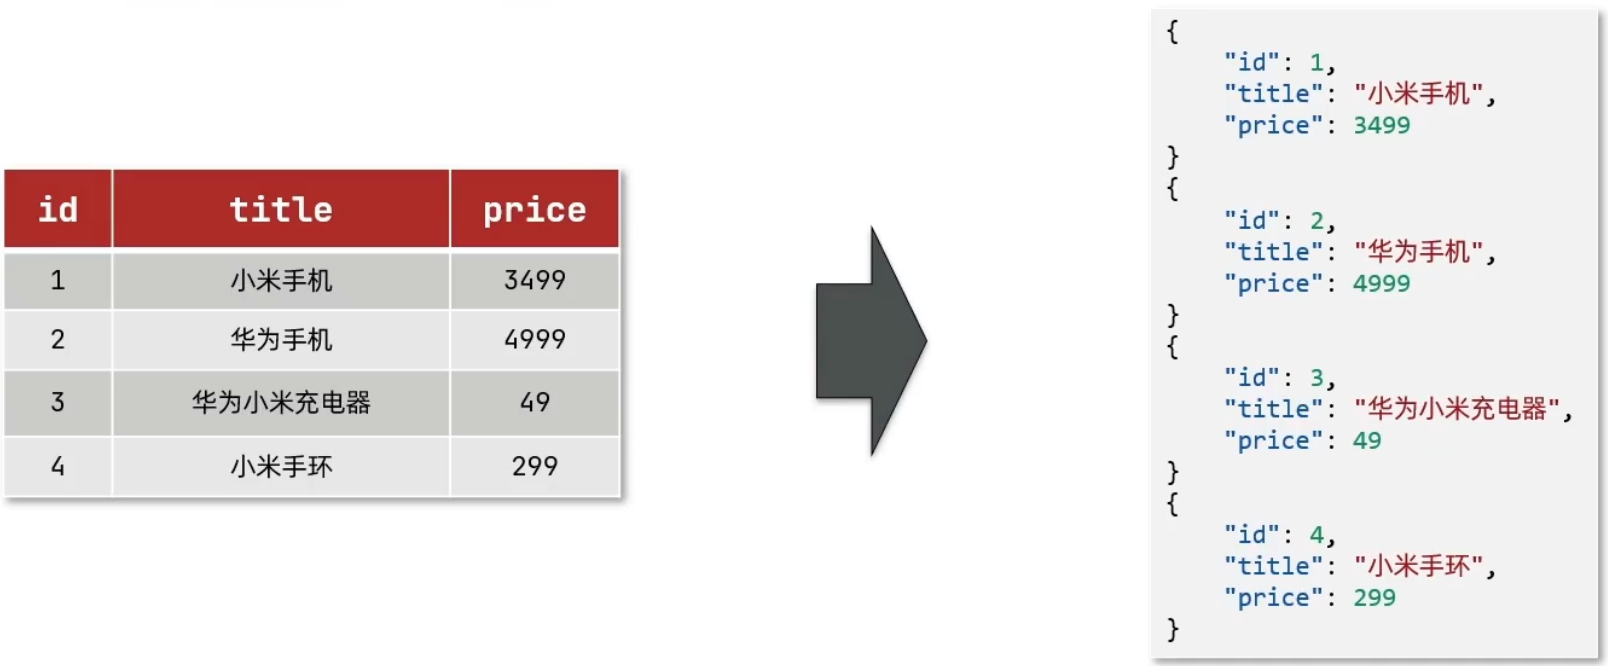 id title price
1 小米手机 3499
2 华为手机 4999
3 华为小米充电器 49
4 小米手环 299
{
"id": 1,
"title": "小米手机",
"price": 3499
}
{
"id": 2,
"title": "华为手机",
"price": 4999
}
{
"id": 3,
"title": "华为小米充电器",
"price": 49
}
{
"id": 4,
"title": "小米手环",
"price": 299
}